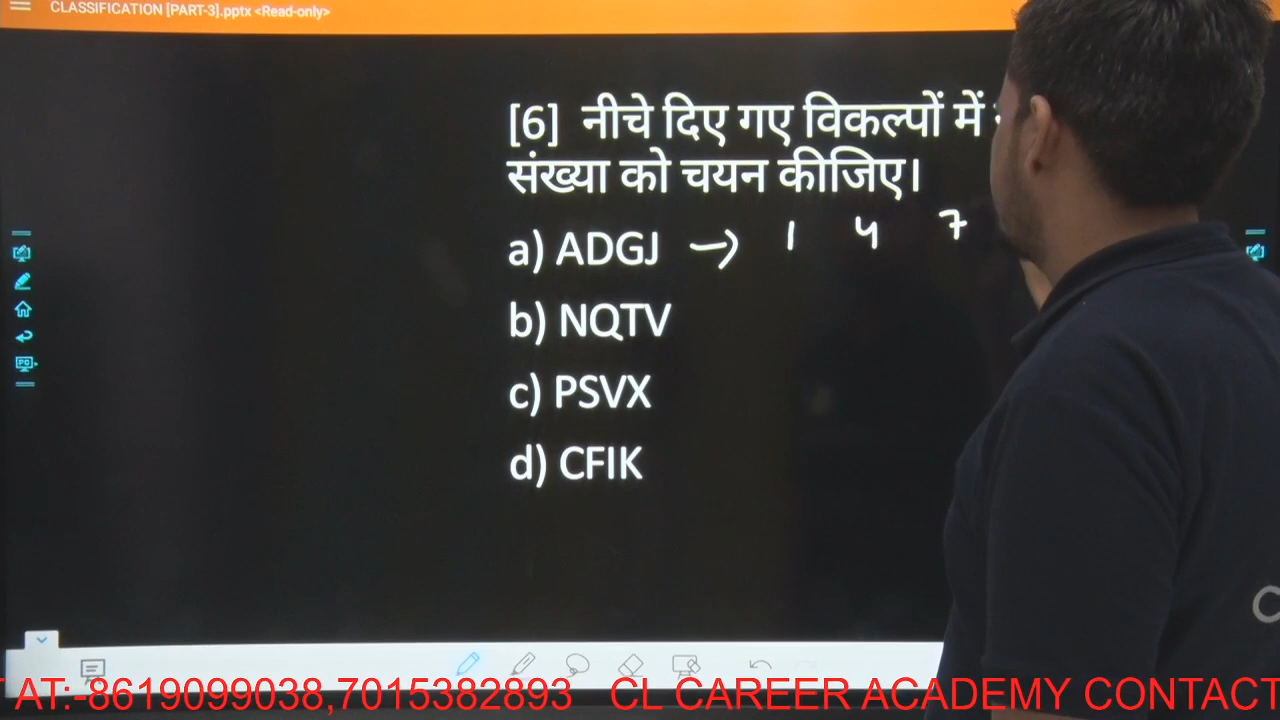 CLASSIFICATION [PART-3].pptx <Read-only>
[6] नीचे दिए गए विकल्पों में
संख्या को चयन कीजिए।
a) ADGJ → 1 4 7
b) NQTV
c) PSVX
d) CFIK
AT:-8619099038,7015382893 CL CAREER ACADEMY CONTACT